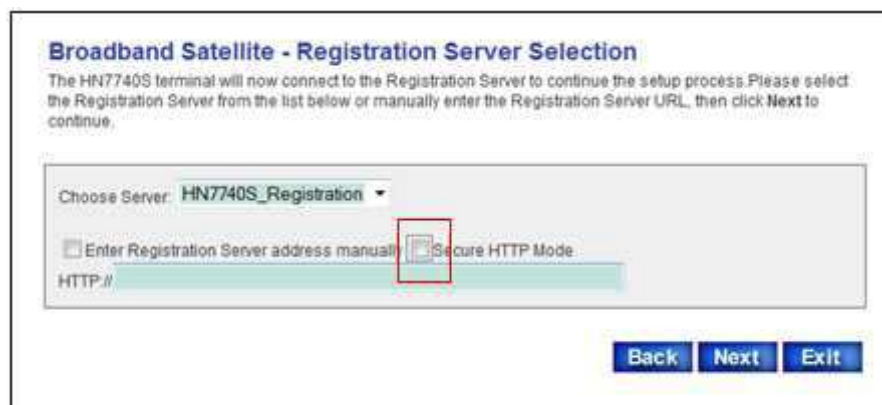 Broadband Satellite - Registration Server Selection
The HN7740S terminal will now connect to the Registration Server to continue the setup process.Please select
the Registration Server from the list below or manually enter the Registration Server URL, then click Next to
continue.
Choose Server: HN7740S_Registration
Enter Registration Server address manually Secure HTTP Mode
HTTP://
Back Next Exit